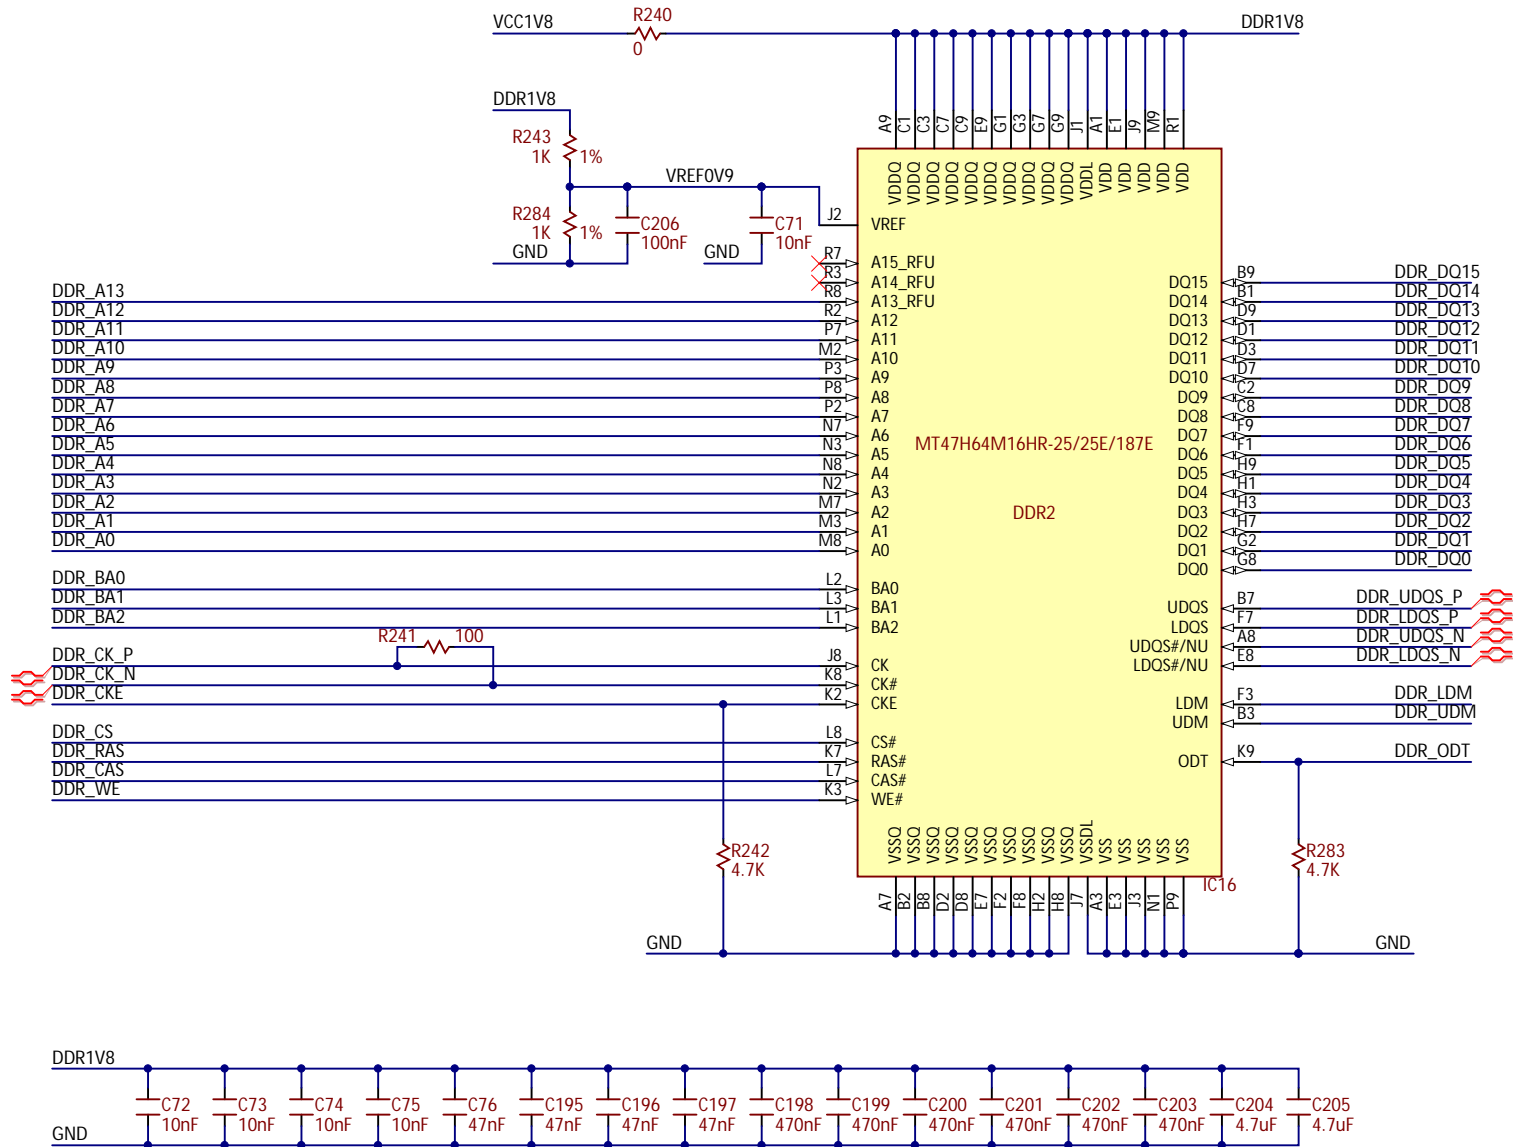 VCC1V8 R240 0 DDR1V8
DDR1V8
R243 1K 1%
VREF0V9
R284 1K 1%
C206 100nF
C71 10nF
GND GND
A9 C1 C3 C7 C9 E9 G1 G3 G7 G9 J1 A1 E1 J9 M9 R1
VDDQ VDDQ VDDQ VDDQ VDDQ VDDQ VDDQ VDDQ VDDQ VDDQ VDDL VDD VDD VDD VDD VDD
J2 VREF
R7 A15_RFU
R3 A14_RFU
DDR_A13 R8 A13_RFU
DDR_A12 R2 A12
DDR_A11 P7 A11
DDR_A10 M2 A10
DDR_A9 P3 A9
DDR_A8 P8 A8
DDR_A7 P2 A7
DDR_A6 N7 A6
DDR_A5 N3 A5
DDR_A4 N8 A4
DDR_A3 N2 A3
DDR_A2 M7 A2
DDR_A1 M3 A1
DDR_A0 M8 A0
DDR_BA0 L2 BA0
DDR_BA1 L3 BA1
DDR_BA2 L1 BA2
R241 100
DDR_CK_P J8 CK
DDR_CK_N K8 CK#
DDR_CKE K2 CKE
DDR_CS L8 CS#
DDR_RAS K7 RAS#
DDR_CAS L7 CAS#
DDR_WE K3 WE#
MT47H64M16HR-25/25E/187E
DDR2
DQ15 B9 DDR_DQ15
DQ14 B1 DDR_DQ14
DQ13 D9 DDR_DQ13
DQ12 D1 DDR_DQ12
DQ11 D3 DDR_DQ11
DQ10 D7 DDR_DQ10
DQ9 C2 DDR_DQ9
DQ8 C8 DDR_DQ8
DQ7 F9 DDR_DQ7
DQ6 F1 DDR_DQ6
DQ5 H9 DDR_DQ5
DQ4 H1 DDR_DQ4
DQ3 H3 DDR_DQ3
DQ2 H7 DDR_DQ2
DQ1 G2 DDR_DQ1
DQ0 G8 DDR_DQ0
UDQS B7 DDR_UDQS_P
LDQS F7 DDR_LDQS_P
UDQS#/NU A8 DDR_UDQS_N
LDQS#/NU E8 DDR_LDQS_N
LDM F3 DDR_LDM
UDM B3 DDR_UDM
ODT K9 DDR_ODT
VSSQ VSSQ VSSQ VSSQ VSSQ VSSQ VSSQ VSSQ VSSQ VSSQ VSSDL VSS VSS VSS VSS VSS
A7 B2 B8 D2 D8 E7 F2 F8 H2 H8 J7 A3 E3 J3 N1 P9
IC16
R242 4.7K
R283 4.7K
GND GND
DDR1V8
C72 10nF
C73 10nF
C74 10nF
C75 10nF
C76 47nF
C195 47nF
C196 47nF
C197 47nF
C198 470nF
C199 470nF
C200 470nF
C201 470nF
C202 470nF
C203 470nF
C204 4.7uF
C205 4.7uF
GND